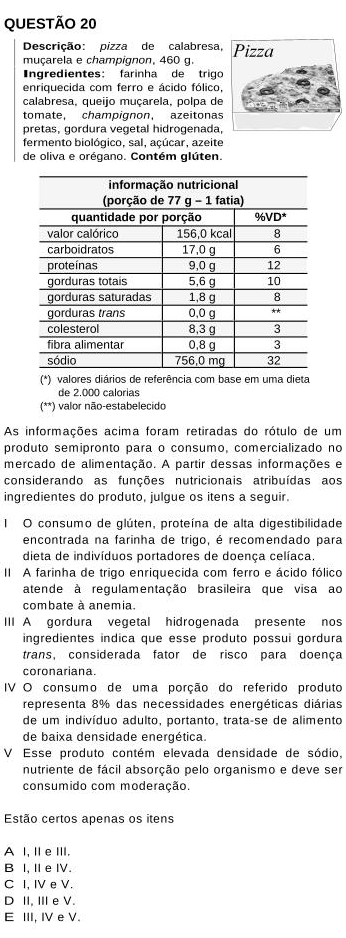 QUESTÃO 20
Descrição: pizza de calabresa,
muçarela e champignon, 460 g.
Ingredientes: farinha de trigo
enriquecida com ferro e ácido fólico,
calabresa, queijo muçarela, polpa de
tomate, champignon, azeitonas
pretas, gordura vegetal hidrogenada,
fermento biológico, sal, açúcar, azeite
de oliva e orégano. Contém glúten.
Pizza
informação nutricional
(porção de 77 g – 1 fatia)
quantidade por porção %VD*
valor calórico 156,0 kcal 8
carboidratos 17,0 g 6
proteínas 9,0 g 12
gorduras totais 5,6 g 10
gorduras saturadas 1,8 g 8
gorduras trans 0,0 g **
colesterol 8,3 g 3
fibra alimentar 0,8 g 3
sódio 756,0 mg 32
(*) valores diários de referência com base em uma dieta
de 2.000 calorias
(**) valor não-estabelecido
As informações acima foram retiradas do rótulo de um
produto semipronto para o consumo, comercializado no
mercado de alimentação. A partir dessas informações e
considerando as funções nutricionais atribuídas aos
ingredientes do produto, julgue os itens a seguir.
I O consumo de glúten, proteína de alta digestibilidade
encontrada na farinha de trigo, é recomendado para
dieta de indivíduos portadores de doença celíaca.
II A farinha de trigo enriquecida com ferro e ácido fólico
atende à regulamentação brasileira que visa ao
combate à anemia.
III A gordura vegetal hidrogenada presente nos
ingredientes indica que esse produto possui gordura
trans, considerada fator de risco para doença
coronariana.
IV O consumo de uma porção do referido produto
representa 8% das necessidades energéticas diárias
de um indivíduo adulto, portanto, trata-se de alimento
de baixa densidade energética.
V Esse produto contém elevada densidade de sódio,
nutriente de fácil absorção pelo organismo e deve ser
consumido com moderação.
Estão certos apenas os itens
A I, II e III.
B I, II e IV.
C I, IV e V.
D II, III e V.
E III, IV e V.